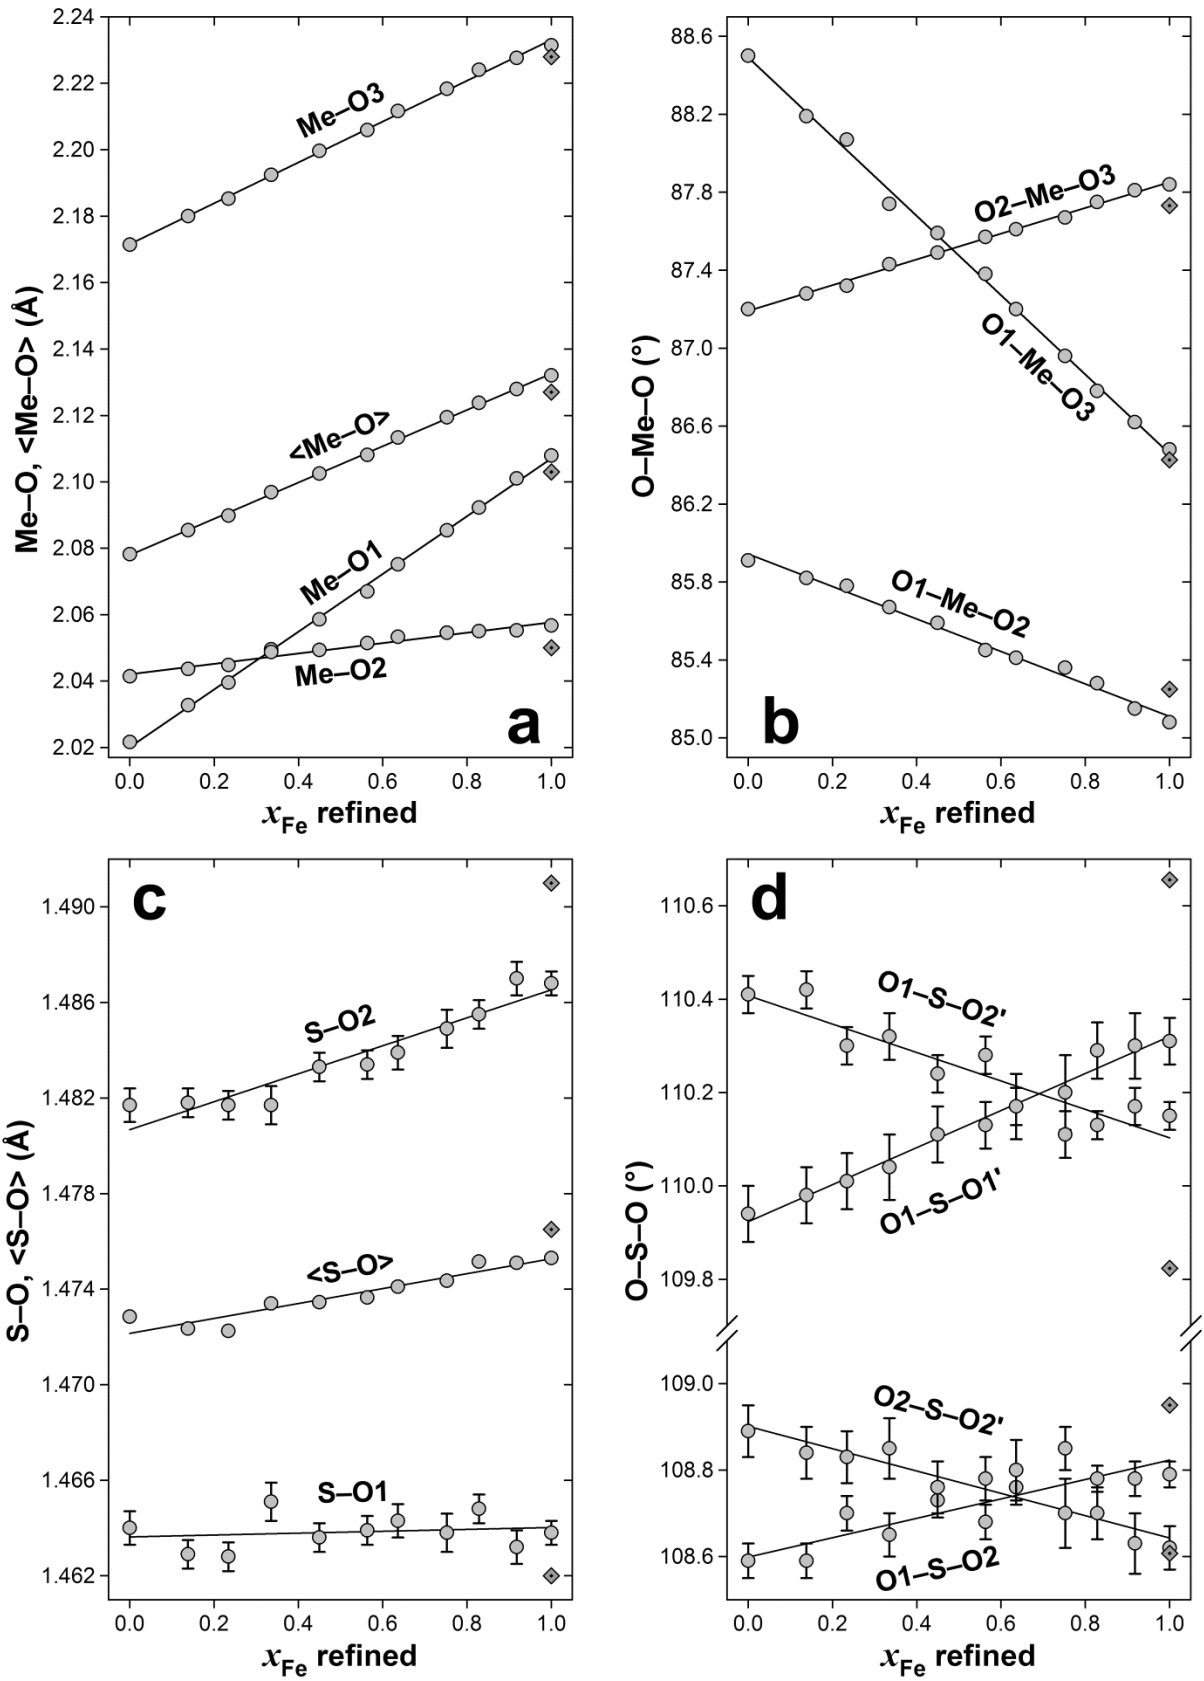 2.24
2.22
2.20
2.18
2.16
2.14
2.12
2.10
2.08
2.06
2.04
2.02
Me–O, <Me–O> (Å)
Me–O3
<Me–O>
Me–O1
Me–O2
a
0.0 0.2 0.4 0.6 0.8 1.0
xFe refined
88.6
88.2
87.8
87.4
87.0
86.6
86.2
85.8
85.4
85.0
O–Me–O (°)
O2–Me–O3
O1–Me–O3
O1–Me–O2
b
0.0 0.2 0.4 0.6 0.8 1.0
xFe refined
c
1.490
1.486
1.482
1.478
1.474
1.470
1.466
1.462
S–O, <S–O> (Å)
S–O2
<S–O>
S–O1
0.0 0.2 0.4 0.6 0.8 1.0
xFe refined
d
110.6
110.4
110.2
110.0
109.8
109.0
108.8
108.6
O–S–O (°)
O1–S–O2'
O1–S–O1'
O2–S–O2'
O1–S–O2
0.0 0.2 0.4 0.6 0.8 1.0
xFe refined